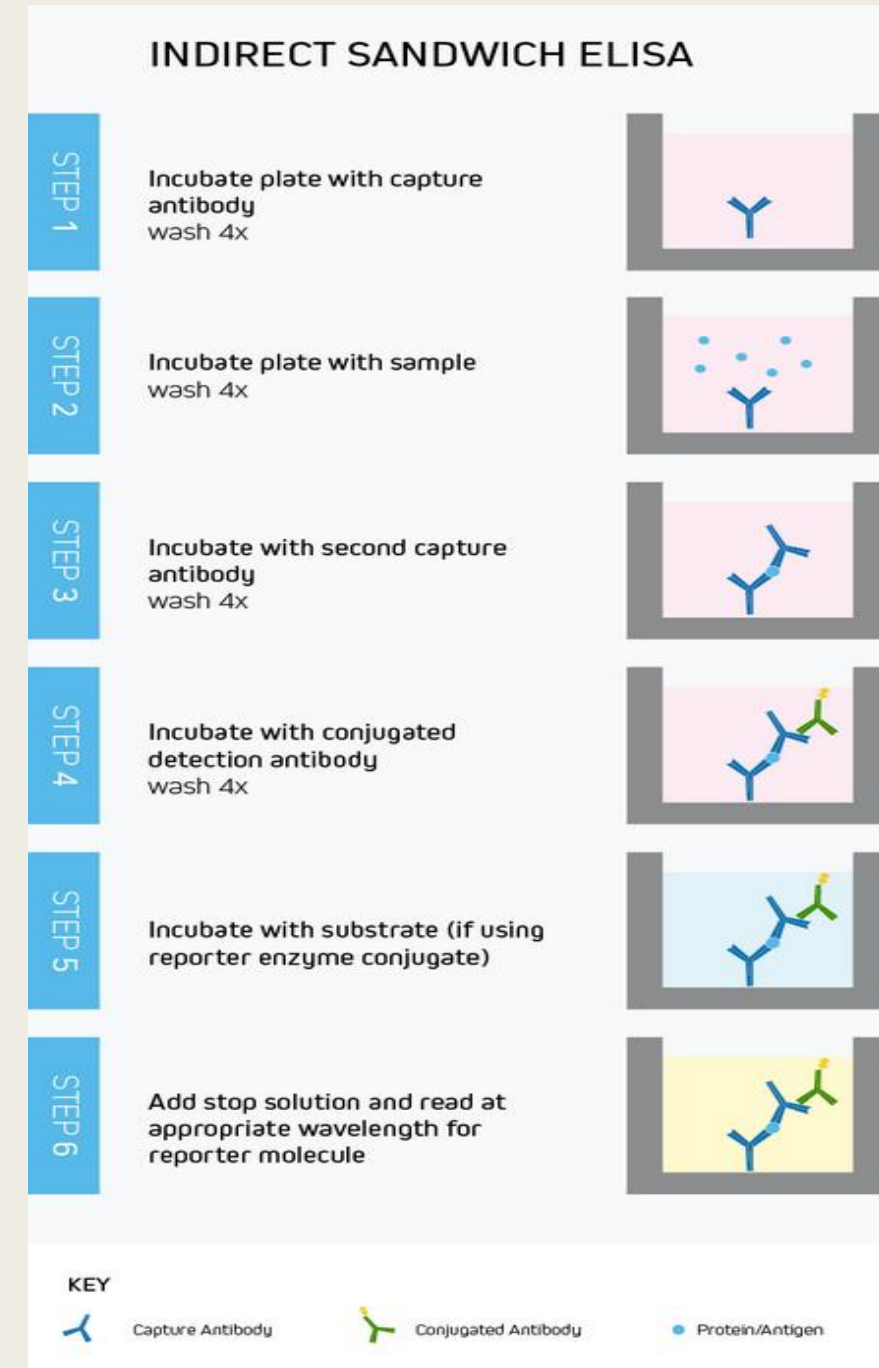 INDIRECT SANDWICH ELISA
STEP 1
Incubate plate with capture
antibody
wash 4x
STEP 2
Incubate plate with sample
wash 4x
STEP 3
Incubate with second capture
antibody
wash 4x
STEP 4
Incubate with conjugated
detection antibody
wash 4x
STEP 5
Incubate with substrate (if using
reporter enzyme conjugate)
STEP 6
Add stop solution and read at
appropriate wavelength for
reporter molecule
KEY
Capture Antibody
Conjugated Antibody
Protein/Antigen